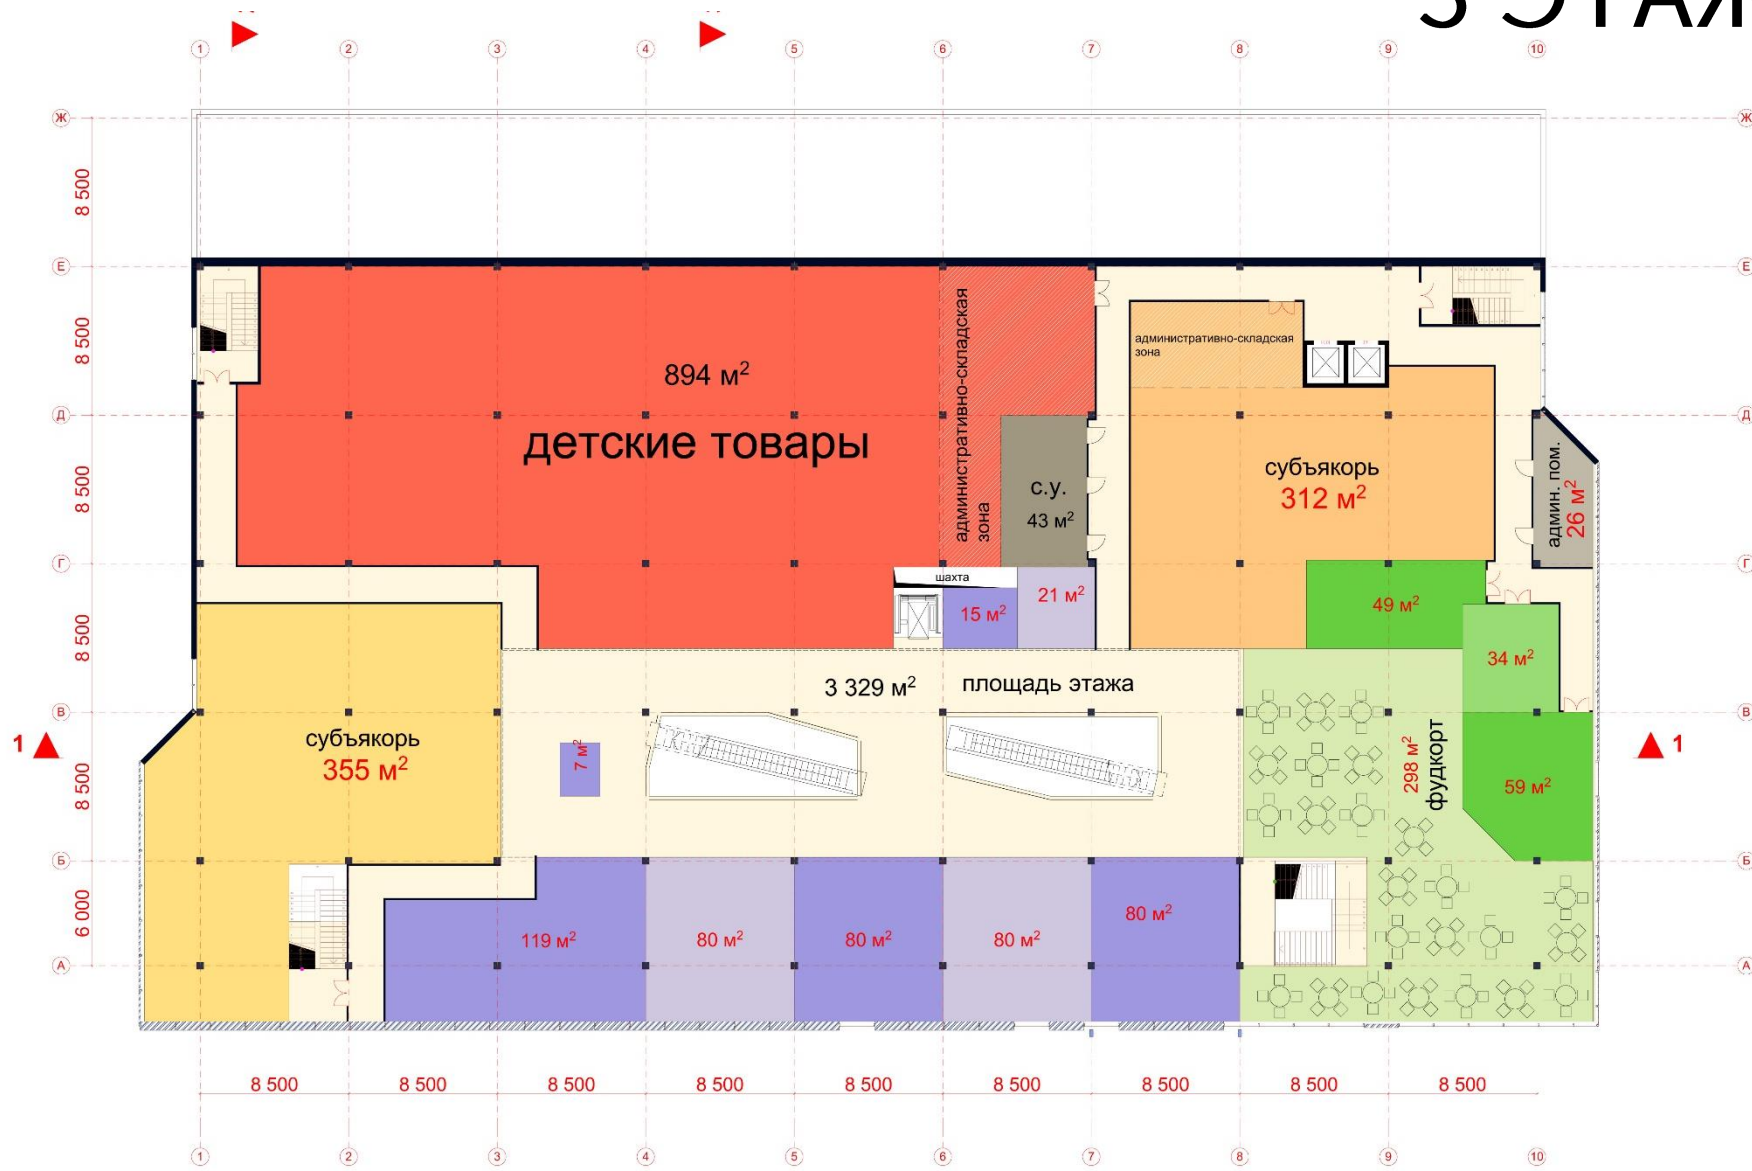 3 ЭТАЖ
1 2 3 4 5 6 7 8 9 10
Ж Ж
8 500
Е Е
8 500
административно-складская
зона
административно-складская
зона
894 м²
Д Д
детские товары
8 500
с.у.
43 м²
субъякорь
312 м²
админ. пом.
26 м²
Г Г
шахта
15 м²
21 м²
49 м²
8 500
34 м²
3 329 м² площадь этажа
В В
1 1
субъякорь
355 м²
7 м²
298 м²
фудкорт
59 м²
8 500
Б Б
6 000
119 м²
80 м²
80 м²
80 м²
80 м²
А А
8 500 8 500 8 500 8 500 8 500 8 500 8 500 8 500 8 500
1 2 3 4 5 6 7 8 9 10